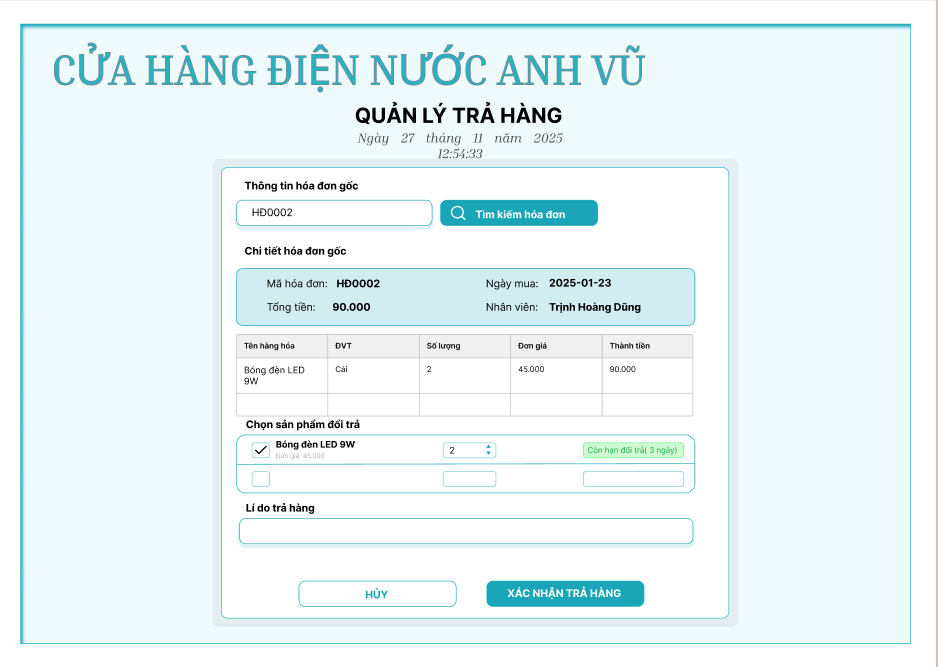 CỬA HÀNG ĐIỆN NƯỚC ANH VŨ
QUẢN LÝ TRẢ HÀNG
Ngày 27 tháng 11 năm 2025
12:54:33
Thông tin hóa đơn gốc
HĐ0002
Tìm kiếm hóa đơn
Chi tiết hóa đơn gốc
Mã hóa đơn: HĐ0002 Ngày mua: 2025-01-23
Tổng tiền: 90.000 Nhân viên: Trịnh Hoàng Dũng
Tên hàng hóa ĐVT Số lượng Đơn giá Thành tiền
Bóng đèn LED 9W Cái 2 45.000 90.000
Chọn sản phẩm đổi trả
Bóng đèn LED 9W
Đơn giá: 45.000
2
Còn hạn đổi trả( 3 ngày)
Lí do trả hàng
HỦY
XÁC NHẬN TRẢ HÀNG